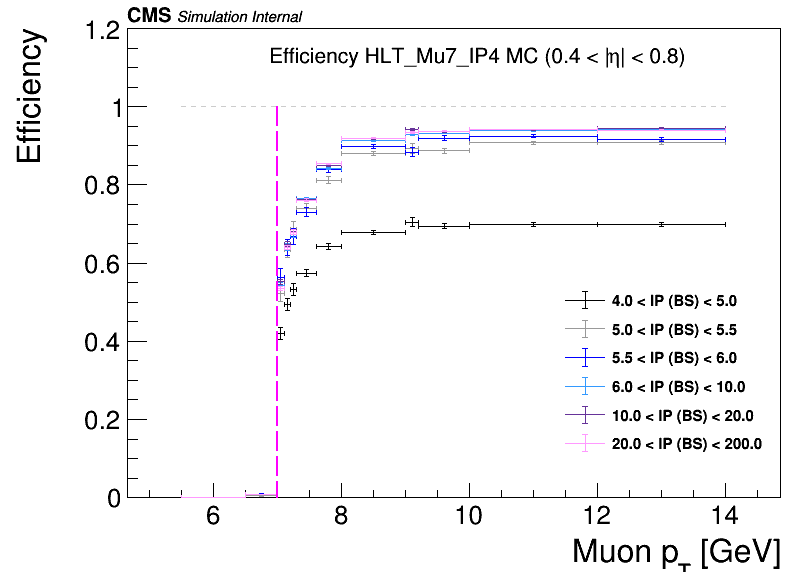 CMS Simulation Internal
Efficiency HLT_Mu7_IP4 MC (0.4 < |η| < 0.8)
Efficiency
1.2
1
0.8
0.6
0.4
0.2
0
4.0 < IP (BS) < 5.0
5.0 < IP (BS) < 5.5
5.5 < IP (BS) < 6.0
6.0 < IP (BS) < 10.0
10.0 < IP (BS) < 20.0
20.0 < IP (BS) < 200.0
6 8 10 12 14
Muon p_T [GeV]